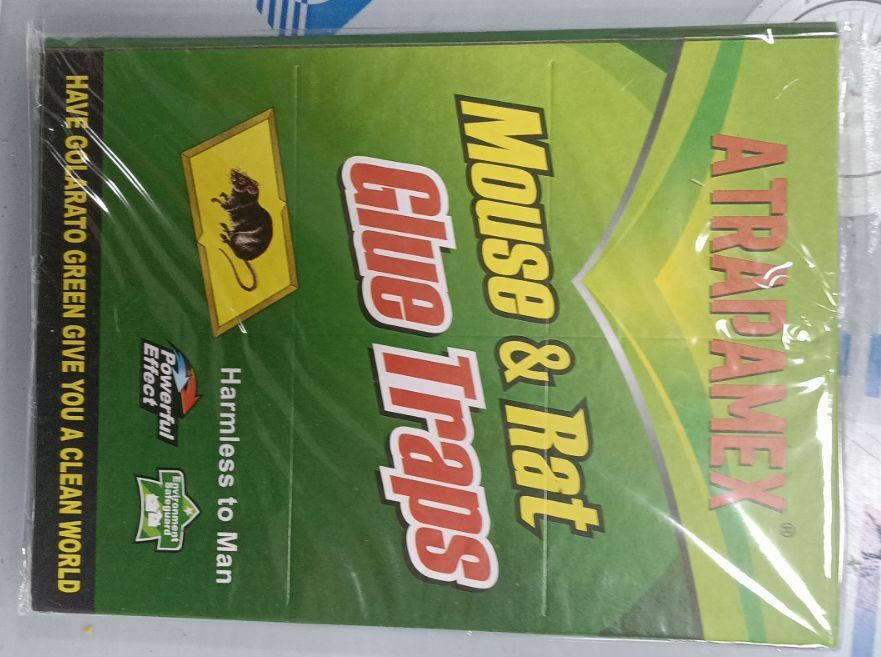 ATRAPAMEX®
Mouse & Rat
Glue Traps
Harmless to Man
Powerful
Effect
Environment
Safeguard
HAVE GOLARATO GREEN GIVE YOU A CLEAN WORLD